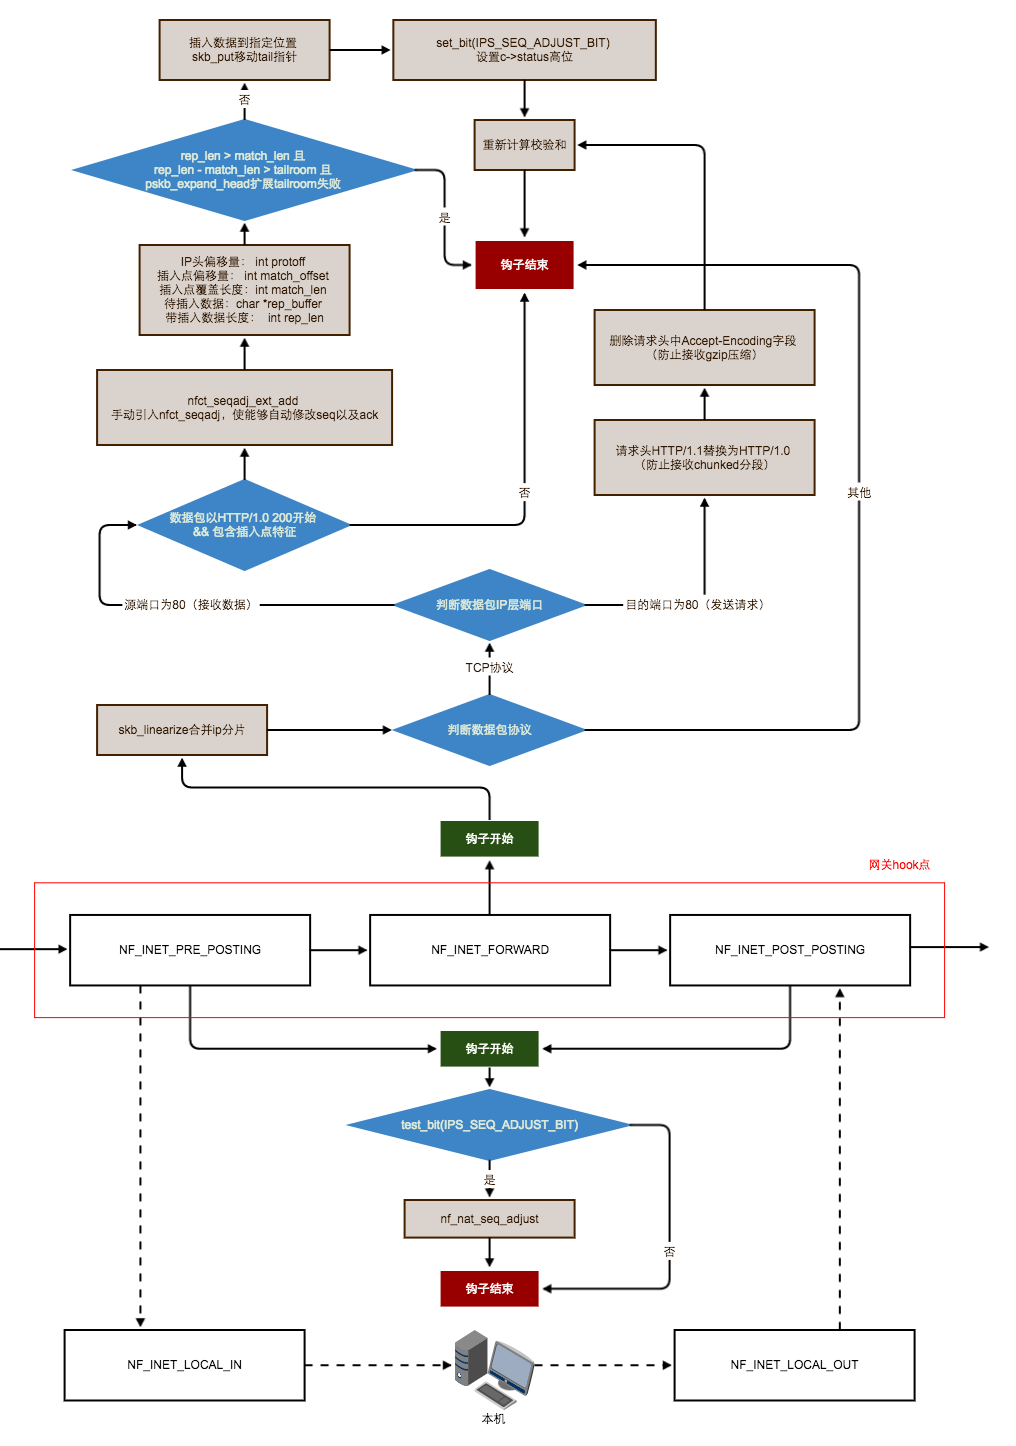 插入数据到指定位置
skb_put移动tail指针
set_bit(IPS_SEQ_ADJUST_BIT)
设置c->status高位
否
重新计算校验和
rep_len > match_len 且
rep_len - match_len > tailroom 且
pskb_expand_head扩展tailroom失败
是
钩子结束
IP头偏移量： int protoff
插入点偏移量： int match_offset
插入点覆盖长度：int match_len
待插入数据：char *rep_buffer
带插入数据长度： int rep_len
删除请求头中Accept-Encoding字段
（防止接收gzip压缩）
nfct_seqadj_ext_add
手动引入nfct_seqadj，使能够自动修改seq以及ack
请求头HTTP/1.1替换为HTTP/1.0
（防止接收chunked分段）
否
其他
数据包以HTTP/1.0 200开始
&& 包含插入点特征
源端口为80（接收数据）
判断数据包IP层端口
目的端口为80（发送请求）
TCP协议
skb_linearize合并ip分片
判断数据包协议
钩子开始
网关hook点
NF_INET_PRE_POSTING
NF_INET_FORWARD
NF_INET_POST_POSTING
钩子开始
test_bit(IPS_SEQ_ADJUST_BIT)
是
nf_nat_seq_adjust
否
钩子结束
NF_INET_LOCAL_IN
NF_INET_LOCAL_OUT
本机